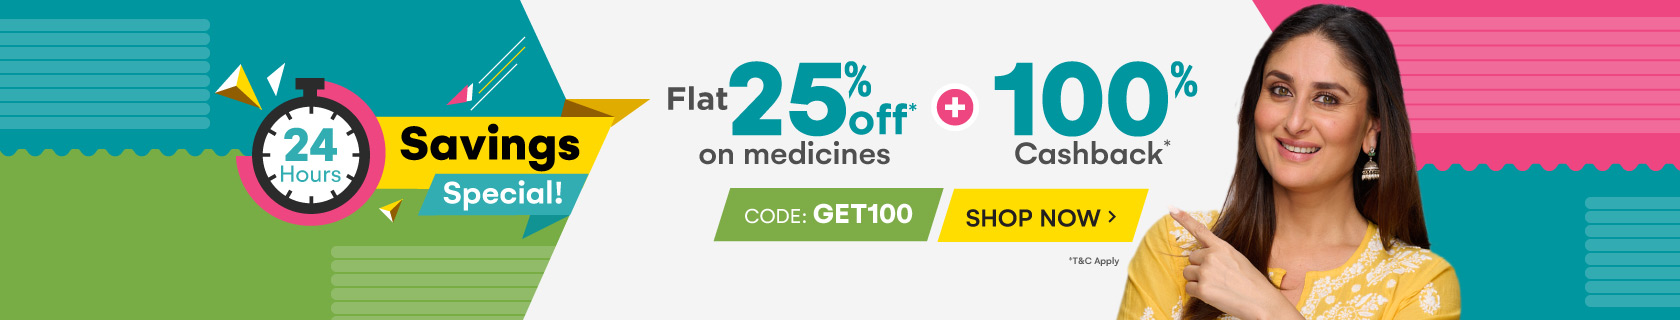 24
Hours
Savings
Special!
Flat 25% off* + 100%
on medicines Cashback*
CODE: GET100 SHOP NOW >
*T&C Apply